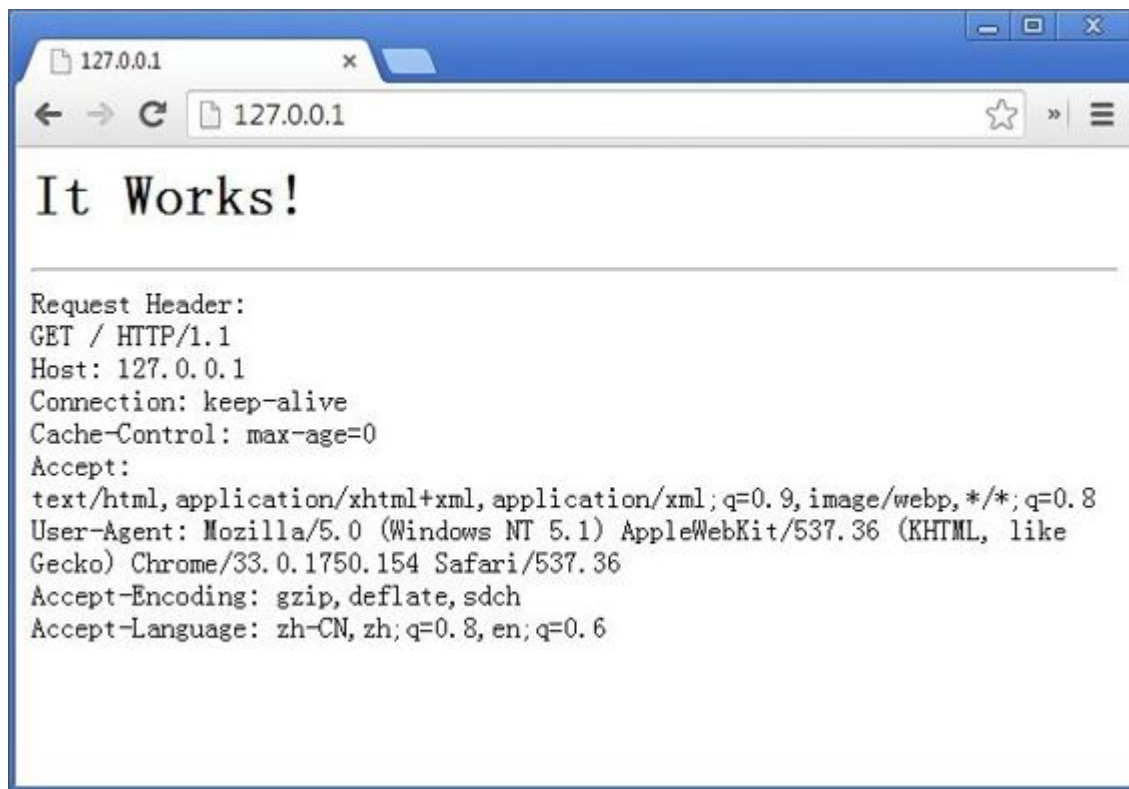 127.0.0.1
127.0.0.1
It Works!
Request Header:
GET / HTTP/1.1
Host: 127.0.0.1
Connection: keep-alive
Cache-Control: max-age=0
Accept:
text/html,application/xhtml+xml,application/xml;q=0.9,image/webp,*/*;q=0.8
User-Agent: Mozilla/5.0 (Windows NT 5.1) AppleWebKit/537.36 (KHTML, like
Gecko) Chrome/33.0.1750.154 Safari/537.36
Accept-Encoding: gzip,deflate,sdch
Accept-Language: zh-CN,zh;q=0.8,en;q=0.6